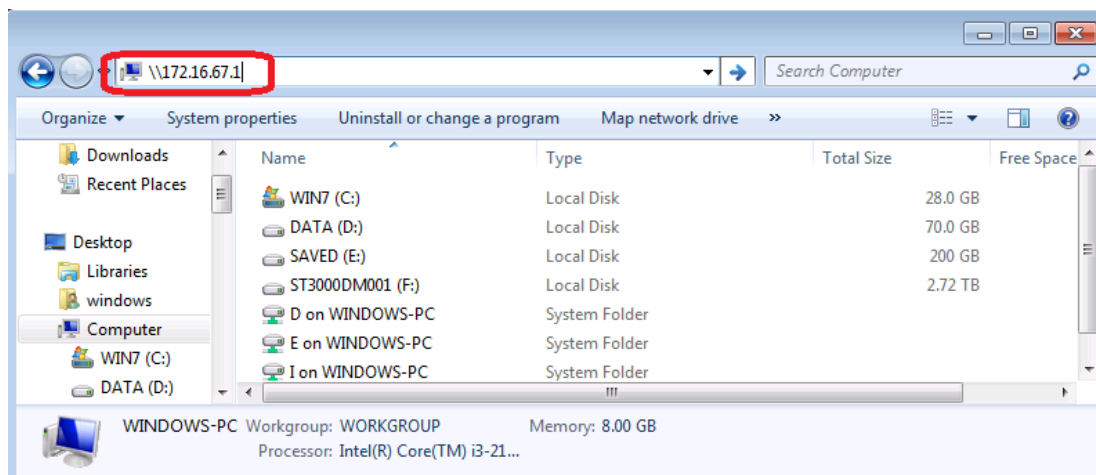 \\172.16.67.1
Search Computer
Organize System properties Uninstall or change a program Map network drive »
Downloads
Recent Places
Desktop
Libraries
windows
Computer
WIN7 (C:)
DATA (D:)
Name Type Total Size Free Space
WIN7 (C:) Local Disk 28.0 GB
DATA (D:) Local Disk 70.0 GB
SAVED (E:) Local Disk 200 GB
ST3000DM001 (F:) Local Disk 2.72 TB
D on WINDOWS-PC System Folder
E on WINDOWS-PC System Folder
I on WINDOWS-PC System Folder
WINDOWS-PC Workgroup: WORKGROUP Memory: 8.00 GB
Processor: Intel(R) Core(TM) i3-21...